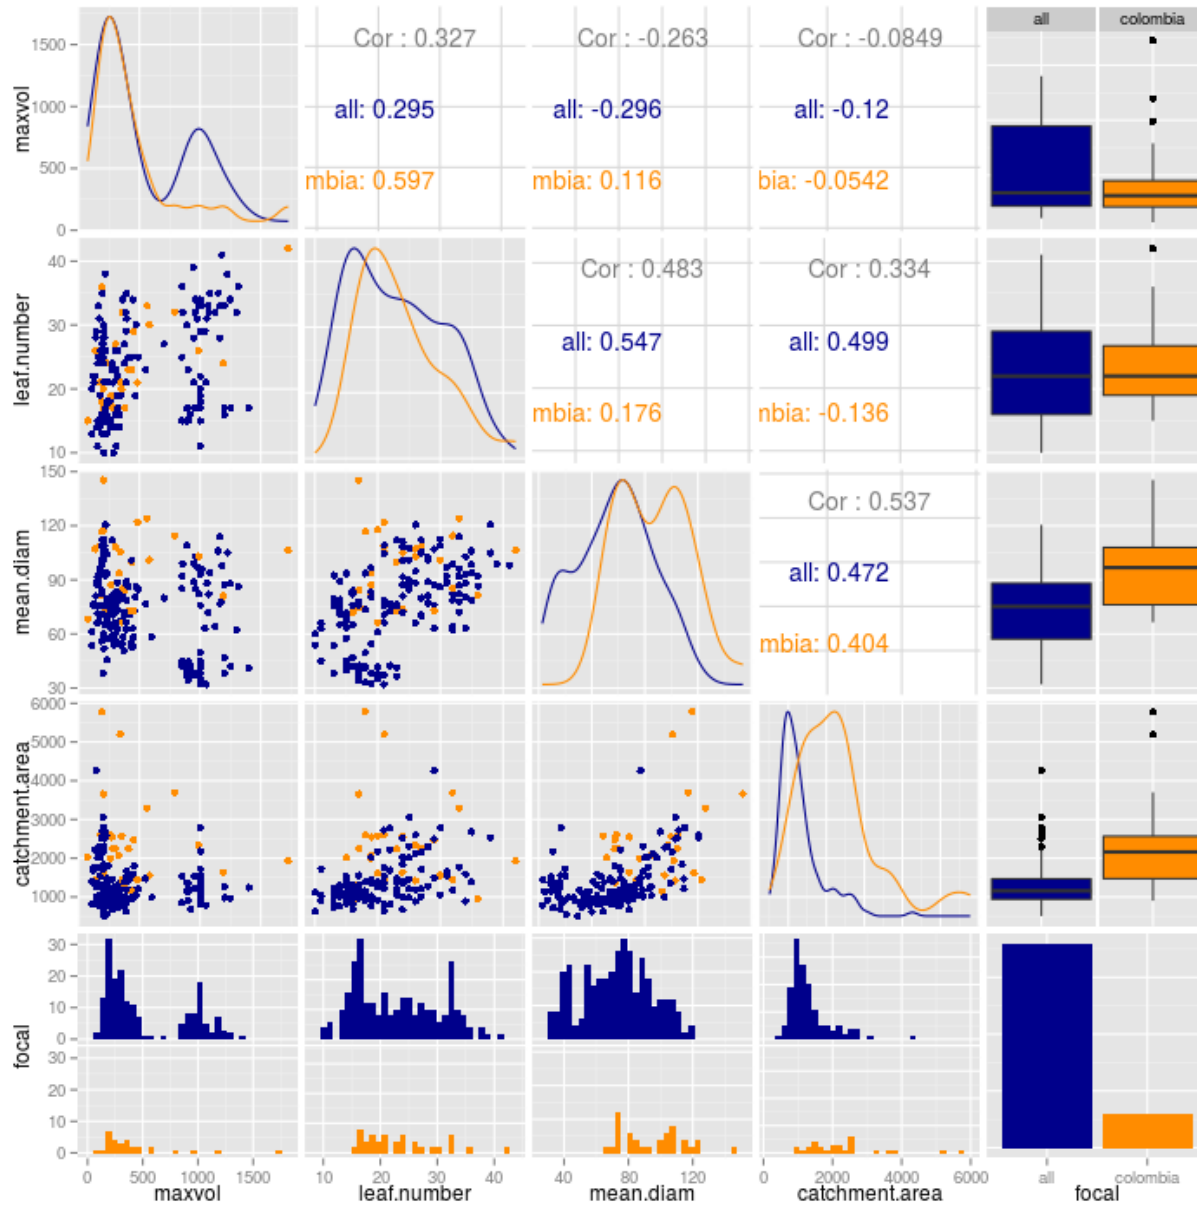 all colombia
1500
1000
500
0
maxvol
Cor : 0.327
all: 0.295
mbia: 0.597
Cor : -0.263
all: -0.296
mbia: 0.116
Cor : -0.0849
all: -0.12
bia: -0.0542
40
30
20
10
leaf.number
Cor : 0.483
all: 0.547
mbia: 0.176
Cor : 0.334
all: 0.499
mbia: -0.136
150
120
90
60
30
mean.diam
Cor : 0.537
all: 0.472
mbia: 0.404
6000
5000
4000
3000
2000
1000
catchment.area
30
20
10
0
30
20
10
0
focal
0 500 1000 1500
maxvol
10 20 30 40
leaf.number
40 80 120
mean.diam
0 2000 4000 6000
catchment.area
all colombia
focal